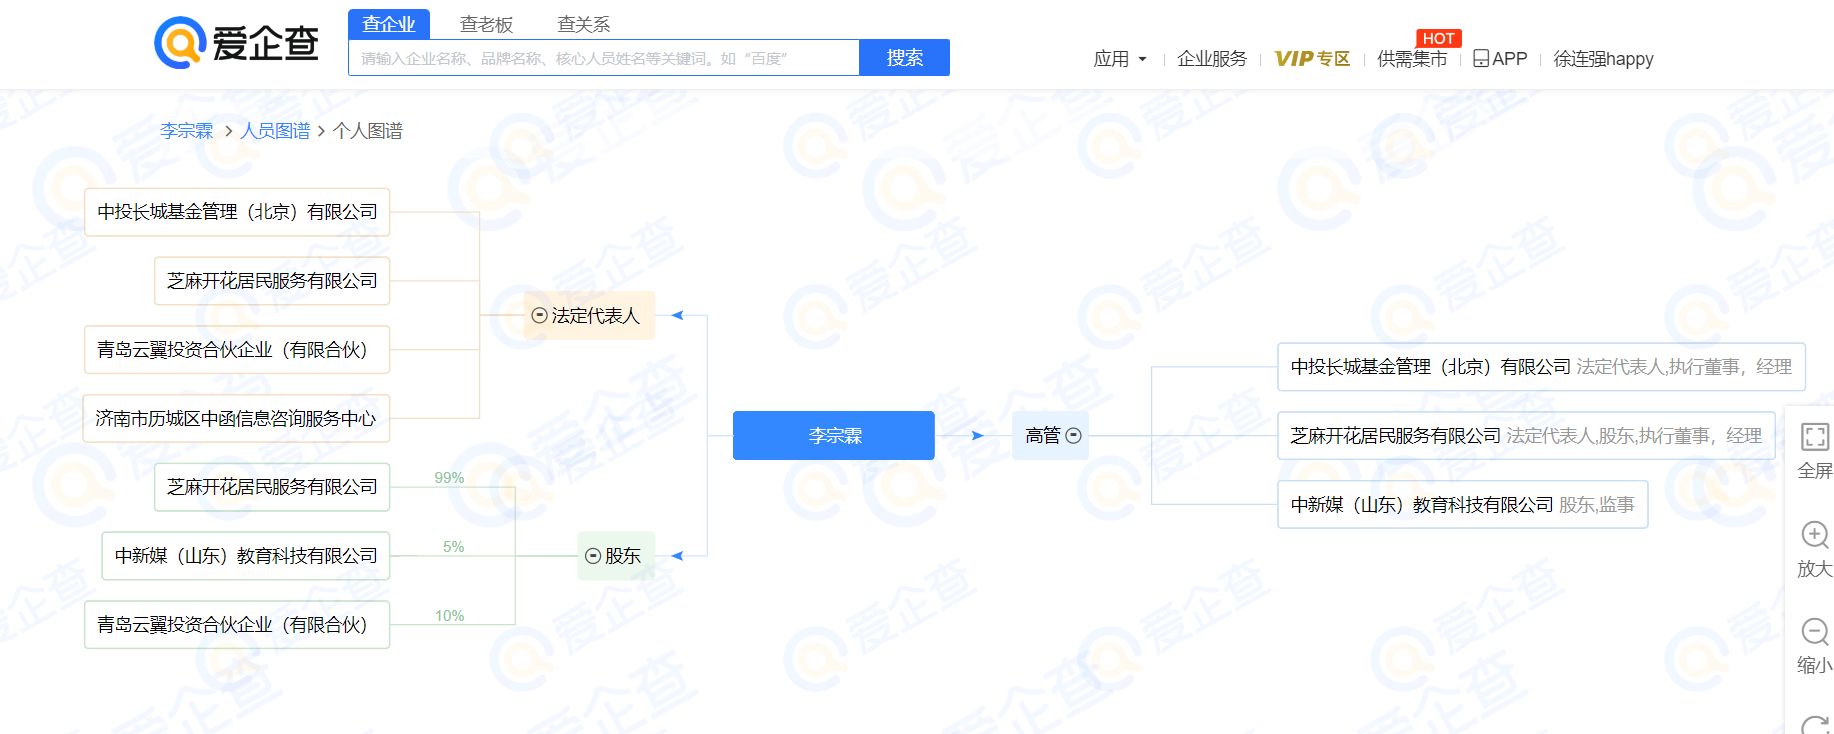 爱企查
查企业 查老板 查关系
请输入企业名称、品牌名称、核心人员姓名等关键词。如“百度”
搜索
应用 企业服务 VIP专区 供需集市 HOT APP 徐连强happy
李宗霖 > 人员图谱 > 个人图谱
中投长城基金管理（北京）有限公司
芝麻开花居民服务有限公司
青岛云翼投资合伙企业（有限合伙）
济南市历城区中函信息咨询服务中心
法定代表人
芝麻开花居民服务有限公司
99%
中新媒（山东）教育科技有限公司
5%
青岛云翼投资合伙企业（有限合伙）
10%
股东
李宗霖
高管
中投长城基金管理（北京）有限公司 法定代表人,执行董事，经理
芝麻开花居民服务有限公司 法定代表人,股东,执行董事，经理
中新媒（山东）教育科技有限公司 股东,监事
全屏
放大
缩小